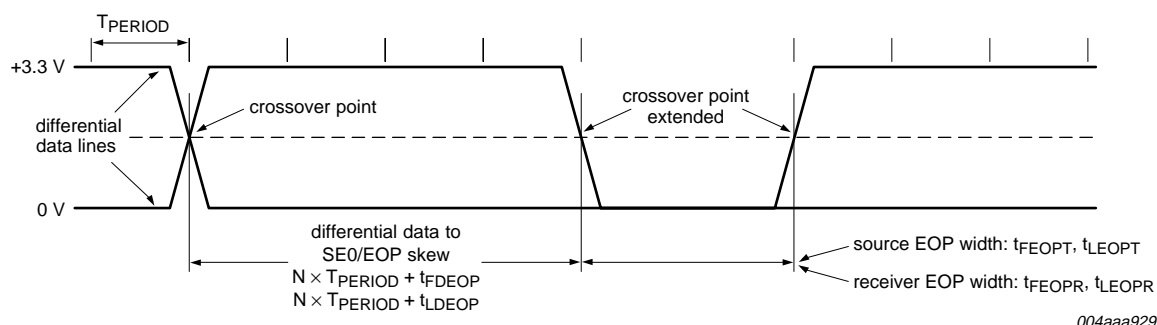 TPERIOD
+3.3 V
crossover point
crossover point
extended
differential
data lines
0 V
differential data to
SE0/EOP skew
N × TPERIOD + tFDEOP
N × TPERIOD + tLDEOP
source EOP width: tFEOPT, tLEOPT
receiver EOP width: tFEOPR, tLEOPR
004aaa929